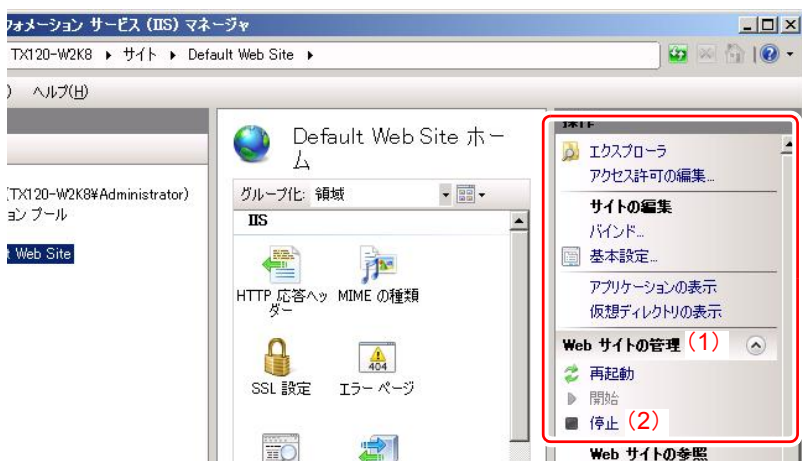 フォメーション サービス (IIS) マネージャ
TX120-W2K8 ▸ サイト ▸ Default Web Site ▸
) ヘルプ(H)
(TX120-W2K8¥Administrator)
ョン プール
t Web Site
Default Web Site ホーム
グループ化: 領域
IIS
HTTP 応答ヘッダー
MIME の種類
SSL 設定
エラー ページ
404
操作
エクスプローラ
アクセス許可の編集...
サイトの編集
バインド...
基本設定...
アプリケーションの表示
仮想ディレクトリの表示
Web サイトの管理 (1)
再起動
開始
停止 (2)
Web サイトの参照